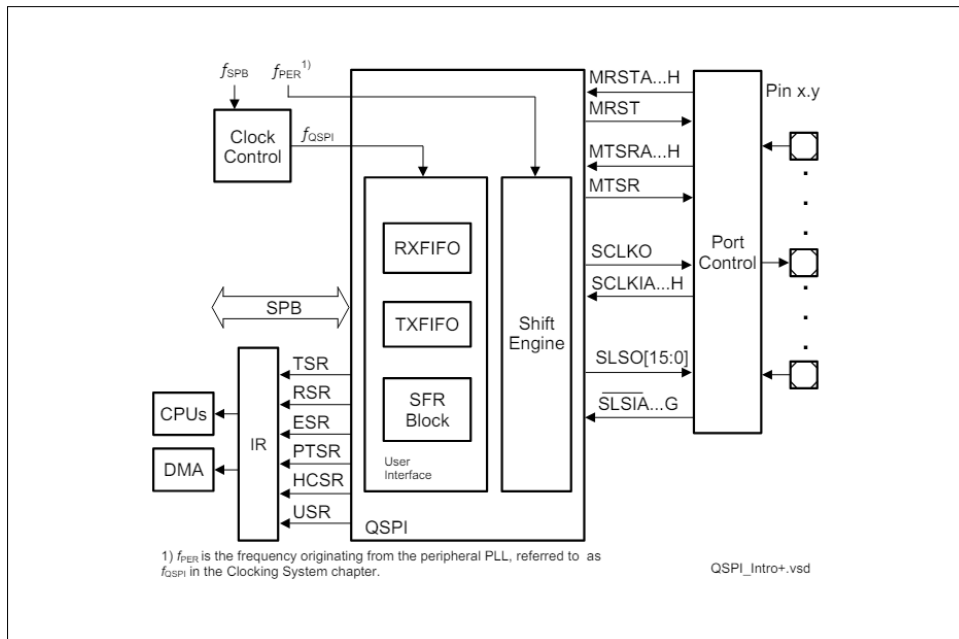 fSPB
fPER1)
Clock
Control
fQSPI
RXFIFO
TXFIFO
SFR
Block
User
Interface
Shift
Engine
QSPI
SPB
TSR
RSR
ESR
PTSR
HCSR
USR
IR
CPUs
DMA
MRSTA...H
MRST
MTSRA...H
MTSR
SCLKO
SCLKIA...H
SLSO[15:0]
SLSIA...G
Port
Control
Pin x.y
1) fPER is the frequency originating from the peripheral PLL, referred to as
fQSPI in the Clocking System chapter.
QSPI_Intro+.vsd